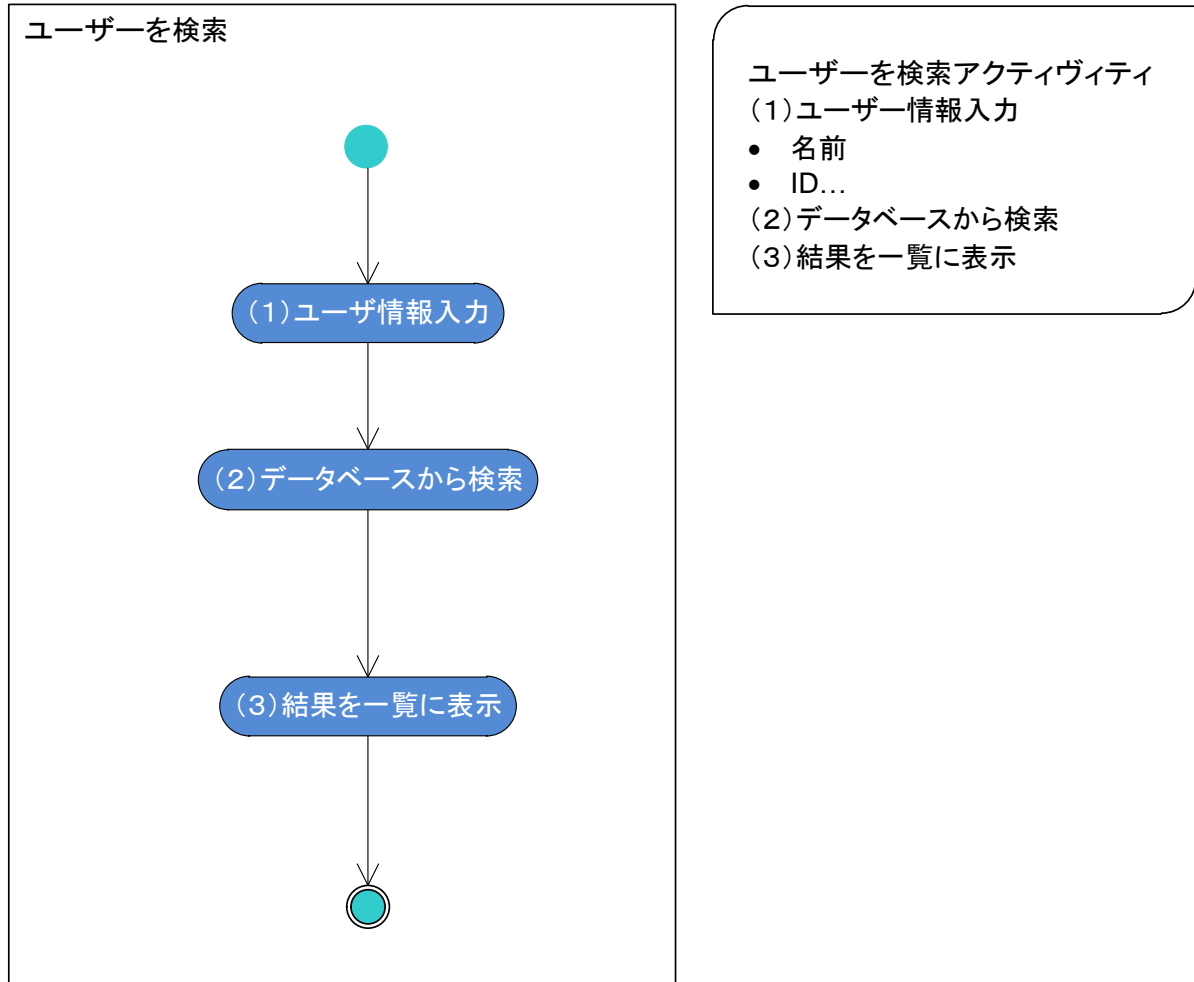 ユーザーを検索
(1)ユーザ情報入力
(2)データベースから検索
(3)結果を一覧に表示
ユーザーを検索アクティヴィティ
(1)ユーザー情報入力
• 名前
• ID…
(2)データベースから検索
(3)結果を一覧に表示